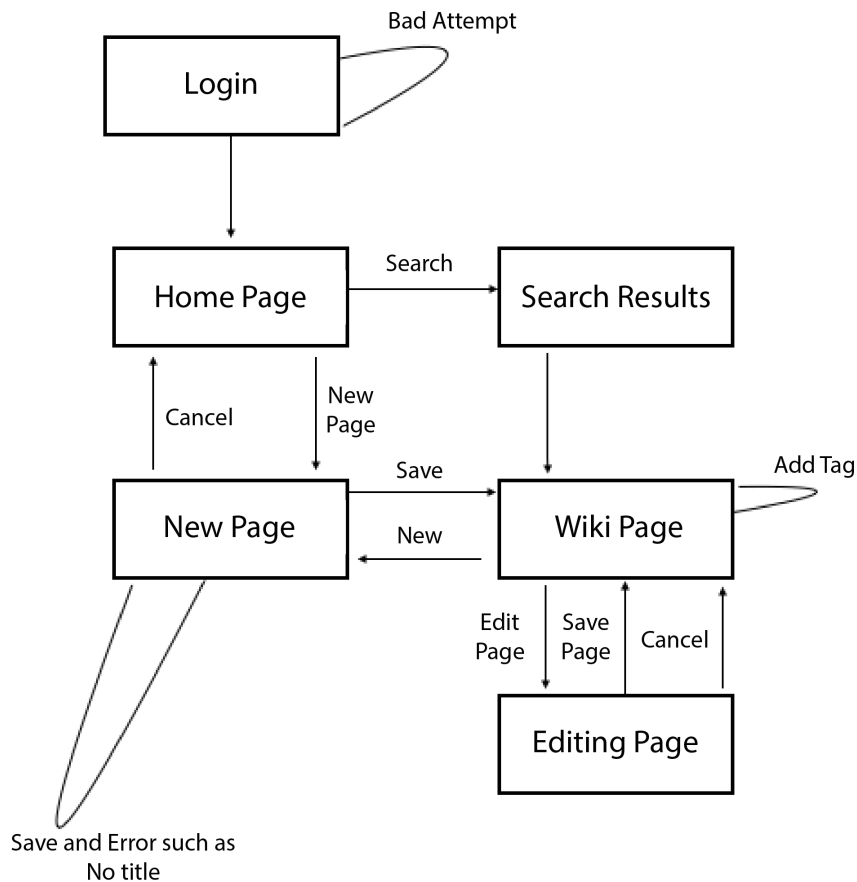 Bad Attempt
Login
Home Page
Search
Search Results
Cancel
New
Page
Save
Add Tag
New Page
New
Wiki Page
Edit
Page
Save
Page
Cancel
Editing Page
Save and Error such as
No title